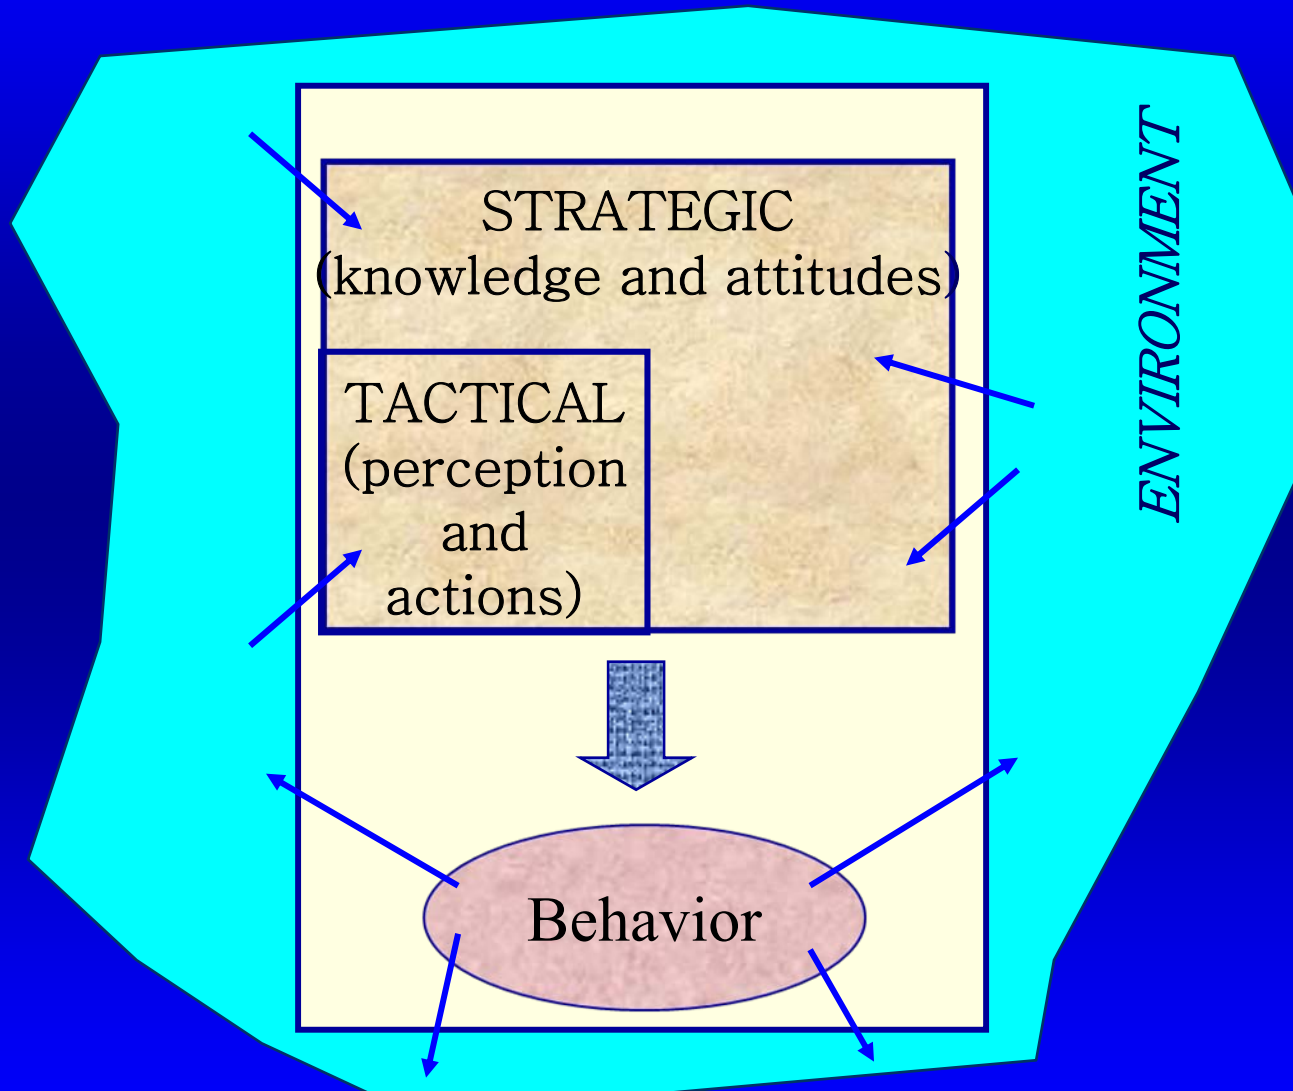 STRATEGIC
(knowledge and attitudes)
TACTICAL
(perception
and
actions)
Behavior
ENVIRONMENT